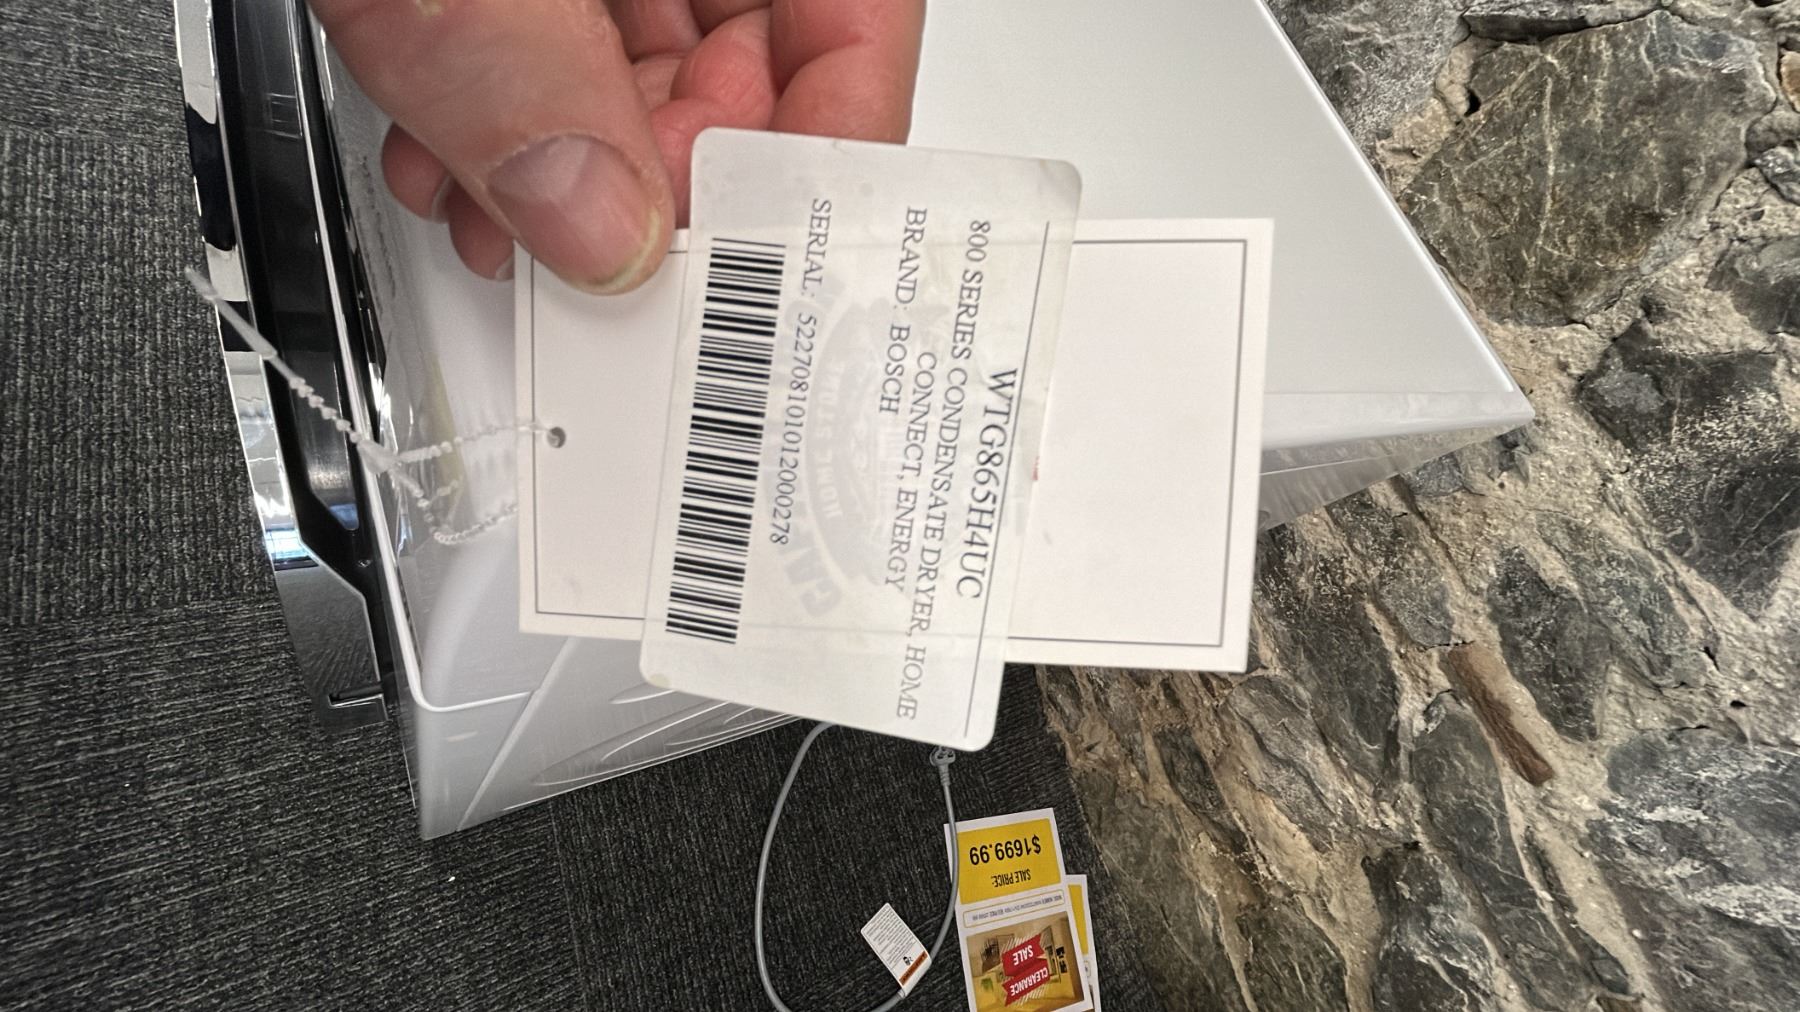 WTG865H4UC
800 SERIES CONDENSATE DRYER, HOME
CONNECT, ENERGY
BRAND: BOSCH
SERIAL: 522708101012000278
SALE PRICE:
$1699.99
CLEARANCE
SALE